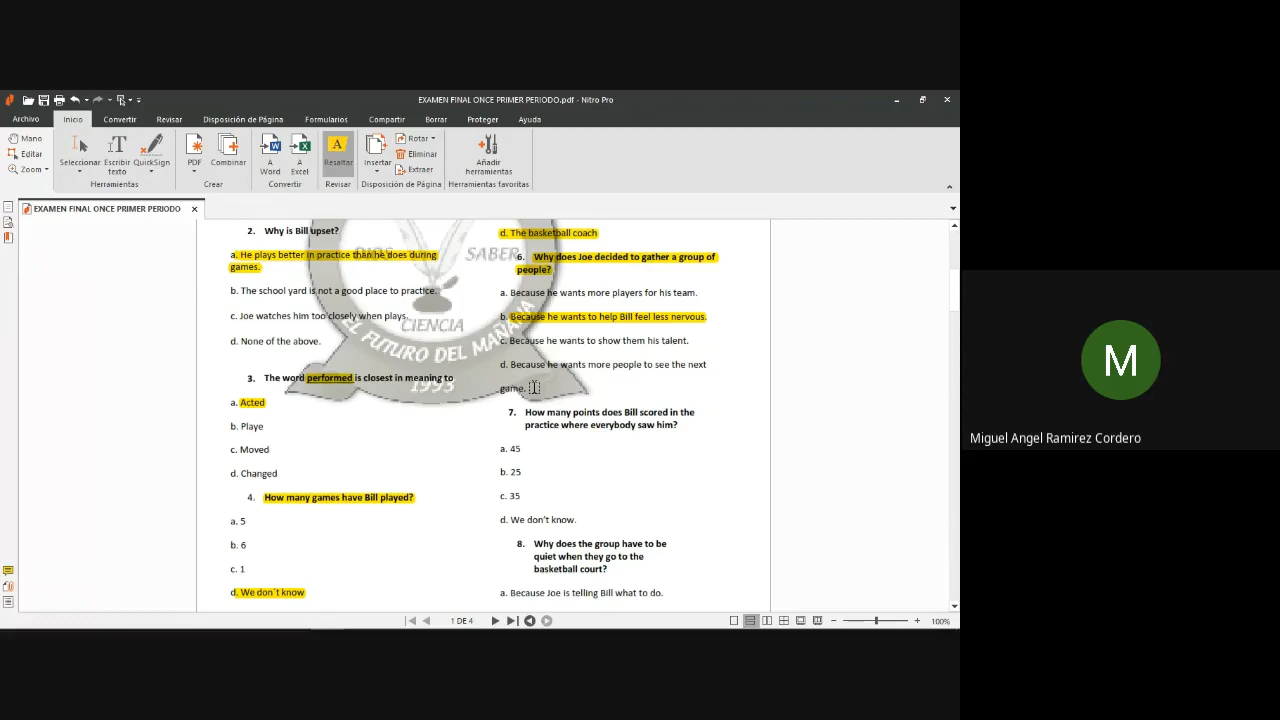 EXAMEN FINAL ONCE PRIMER PERIODO.pdf - Nitro Pro
Archivo Inicio Convertir Revisar Disposición de Página Formularios Compartir Borrar Proteger Ayuda
Mano
Editar
Zoom
Seleccionar
Escribir texto
QuickSign
Herramientas
PDF
Combinar
Crear
A Word
A Excel
Convertir
Resaltar
Revisar
Insertar
Rotar
Eliminar
Extraer
Disposición de Página
Añadir herramientas
Herramientas favoritas
EXAMEN FINAL ONCE PRIMER PERIODO
2. Why is Bill upset?
a. He plays better in practice than he does during
games.
b. The school yard is not a good place to practice.
c. Joe watches him too closely when plays.
d. None of the above.
3. The word performed is closest in meaning to
a. Acted
b. Playe
c. Moved
d. Changed
4. How many games have Bill played?
a. 5
b. 6
c. 1
d. We don´t know
d. The basketball coach
6. Why does Joe decided to gather a group of
people?
a. Because he wants more players for his team.
b. Because he wants to help Bill feel less nervous.
c. Because he wants to show them his talent.
d. Because he wants more people to see the next
game.
7. How many points does Bill scored in the
practice where everybody saw him?
a. 45
b. 25
c. 35
d. We don't know.
8. Why does the group have to be
quiet when they go to the
basketball court?
a. Because Joe is telling Bill what to do.
DIOS
SABER
CIENCIA
EL FUTURO DEL MAÑANA
1993
1 DE 4
100%
M
Miguel Angel Ramirez Cordero